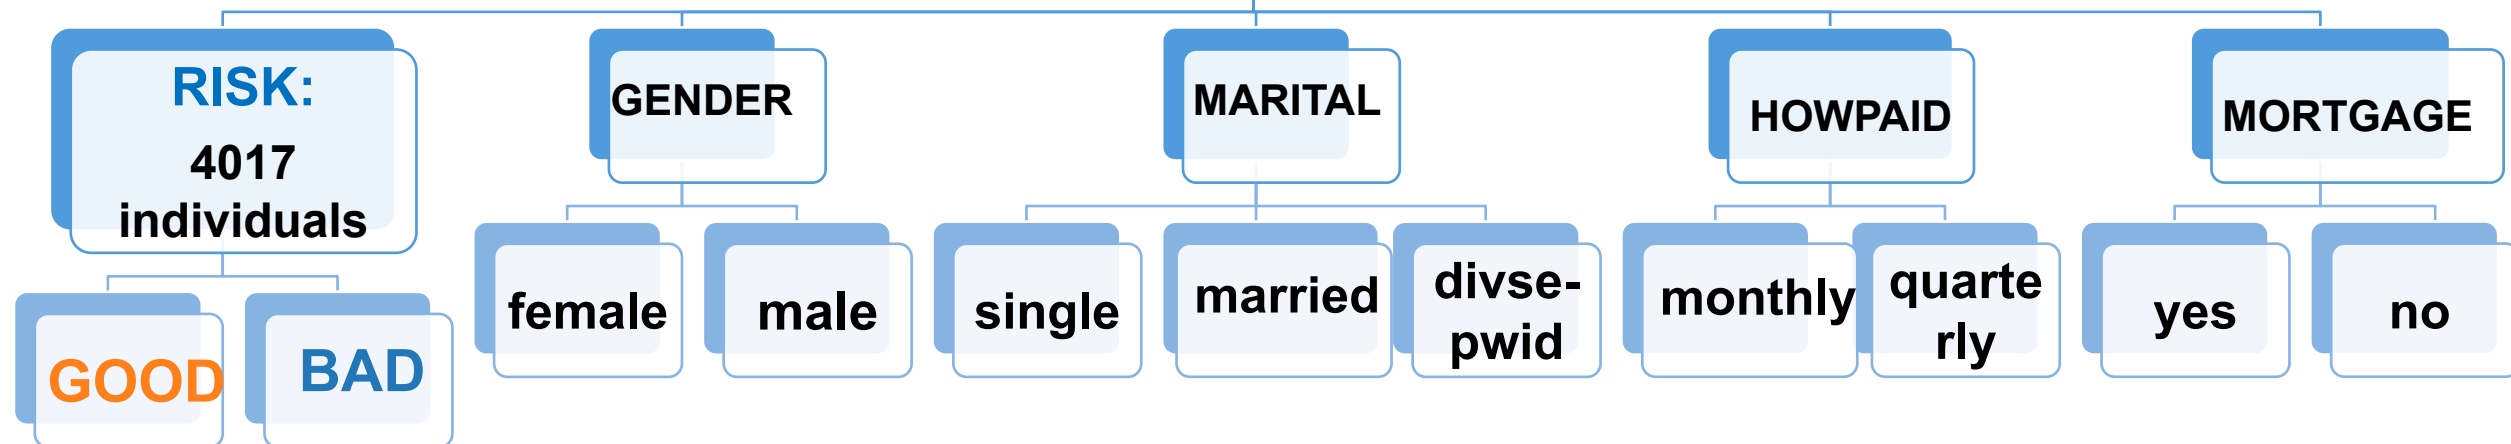 RISK:
4017
individuals
GOOD
BAD
GENDER
female
male
MARITAL
single
married
divse-
pwid
HOWPAID
monthly
quarte
rly
MORTGAGE
yes
no